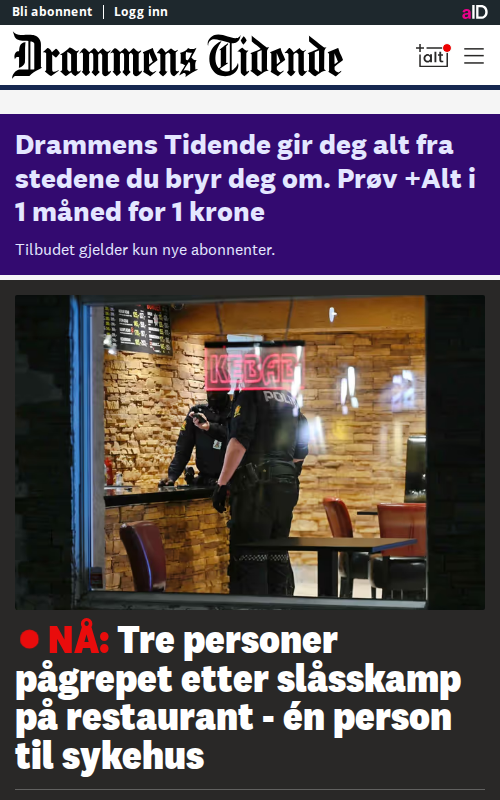 Bli abonnent
Logg inn
aID
Drammens Tidende
+alt
Drammens Tidende gir deg alt fra
stedene du bryr deg om. Prøv +Alt i
1 måned for 1 krone
Tilbudet gjelder kun nye abonnenter.
KEBAB
NÅ: Tre personer
pågrepet etter slåsskamp
på restaurant - én person
til sykehus